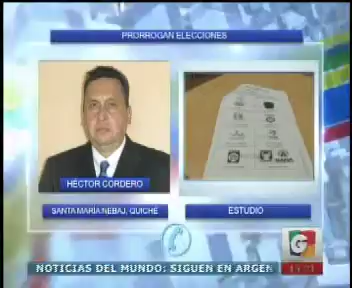 PRORROGAN ELECCIONES
HÉCTOR CORDERO
SANTA MARÍA NEBAJ, QUICHÉ
ESTUDIO
G
NOTICIAS DEL MUNDO: SIGUEN EN ARGEN